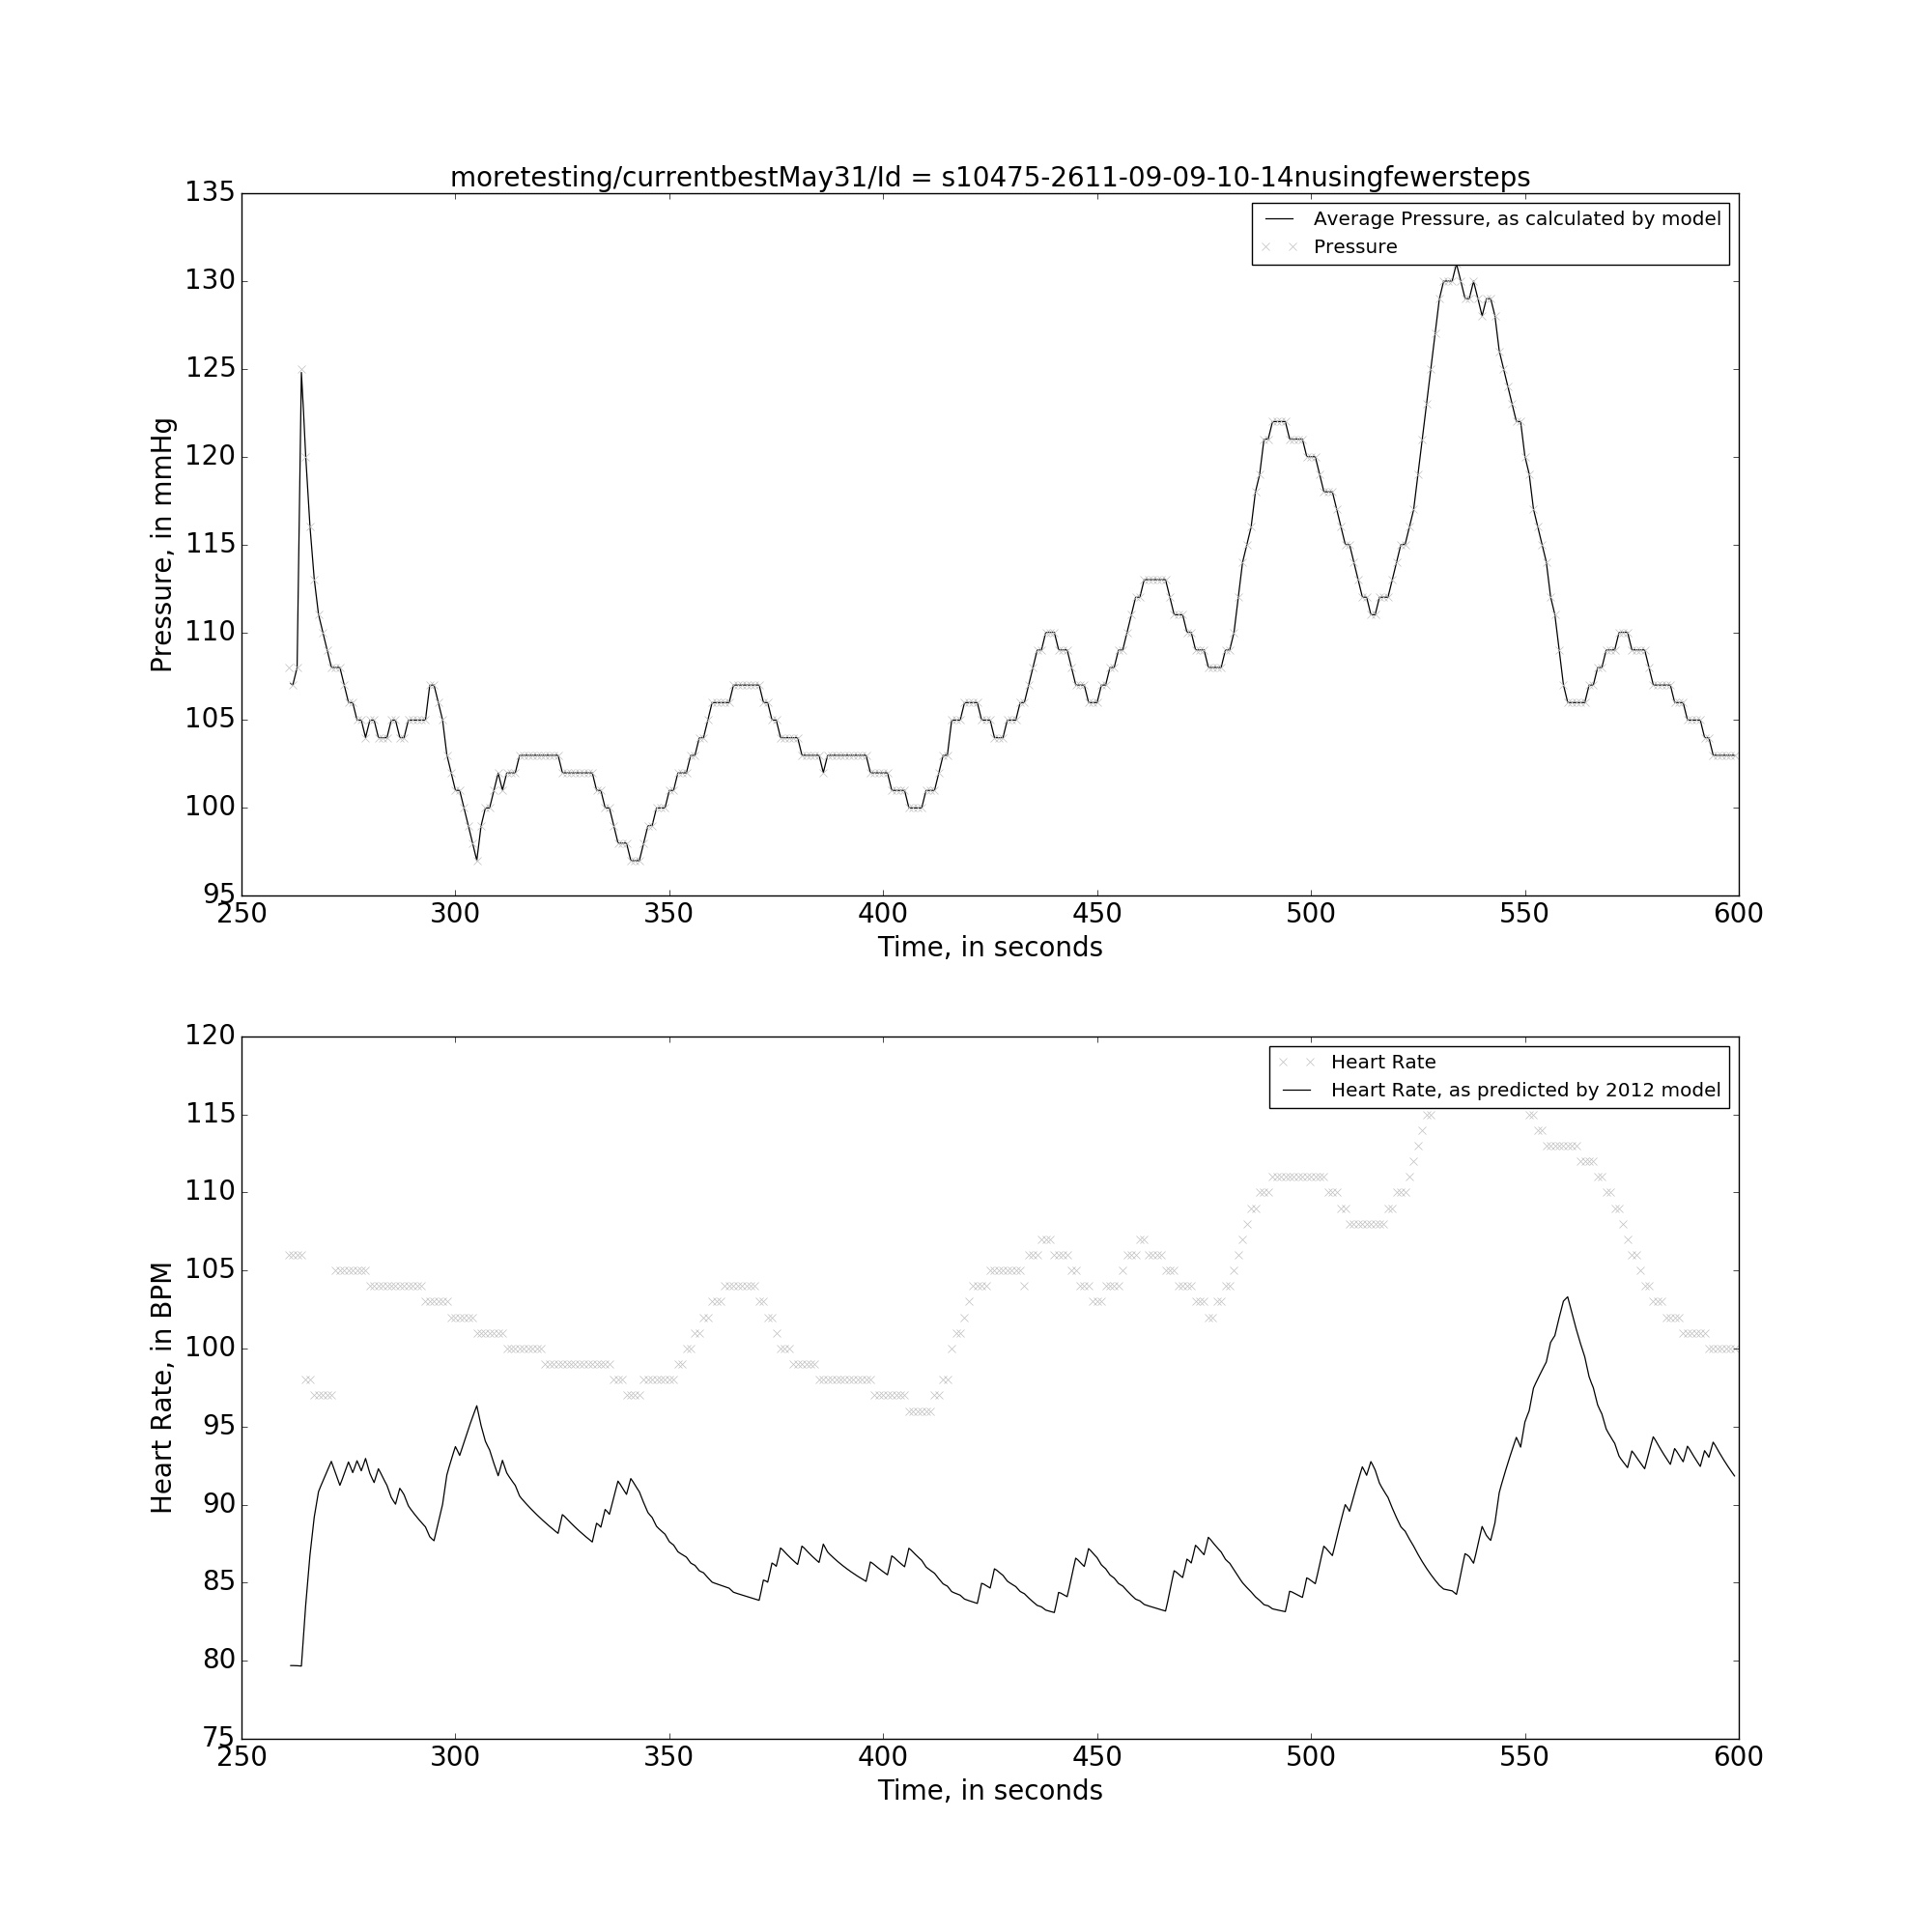 moretesting/currentbestMay31/Id = s10475-2611-09-09-10-14nusingfewersteps
135
130
125
120
115
110
105
100
95
Pressure, in mmHg
Average Pressure, as calculated by model
Pressure
250 300 350 400 450 500 550 600
Time, in seconds
120
115
110
105
100
95
90
85
80
75
Heart Rate, in BPM
Heart Rate
Heart Rate, as predicted by 2012 model
250 300 350 400 450 500 550 600
Time, in seconds